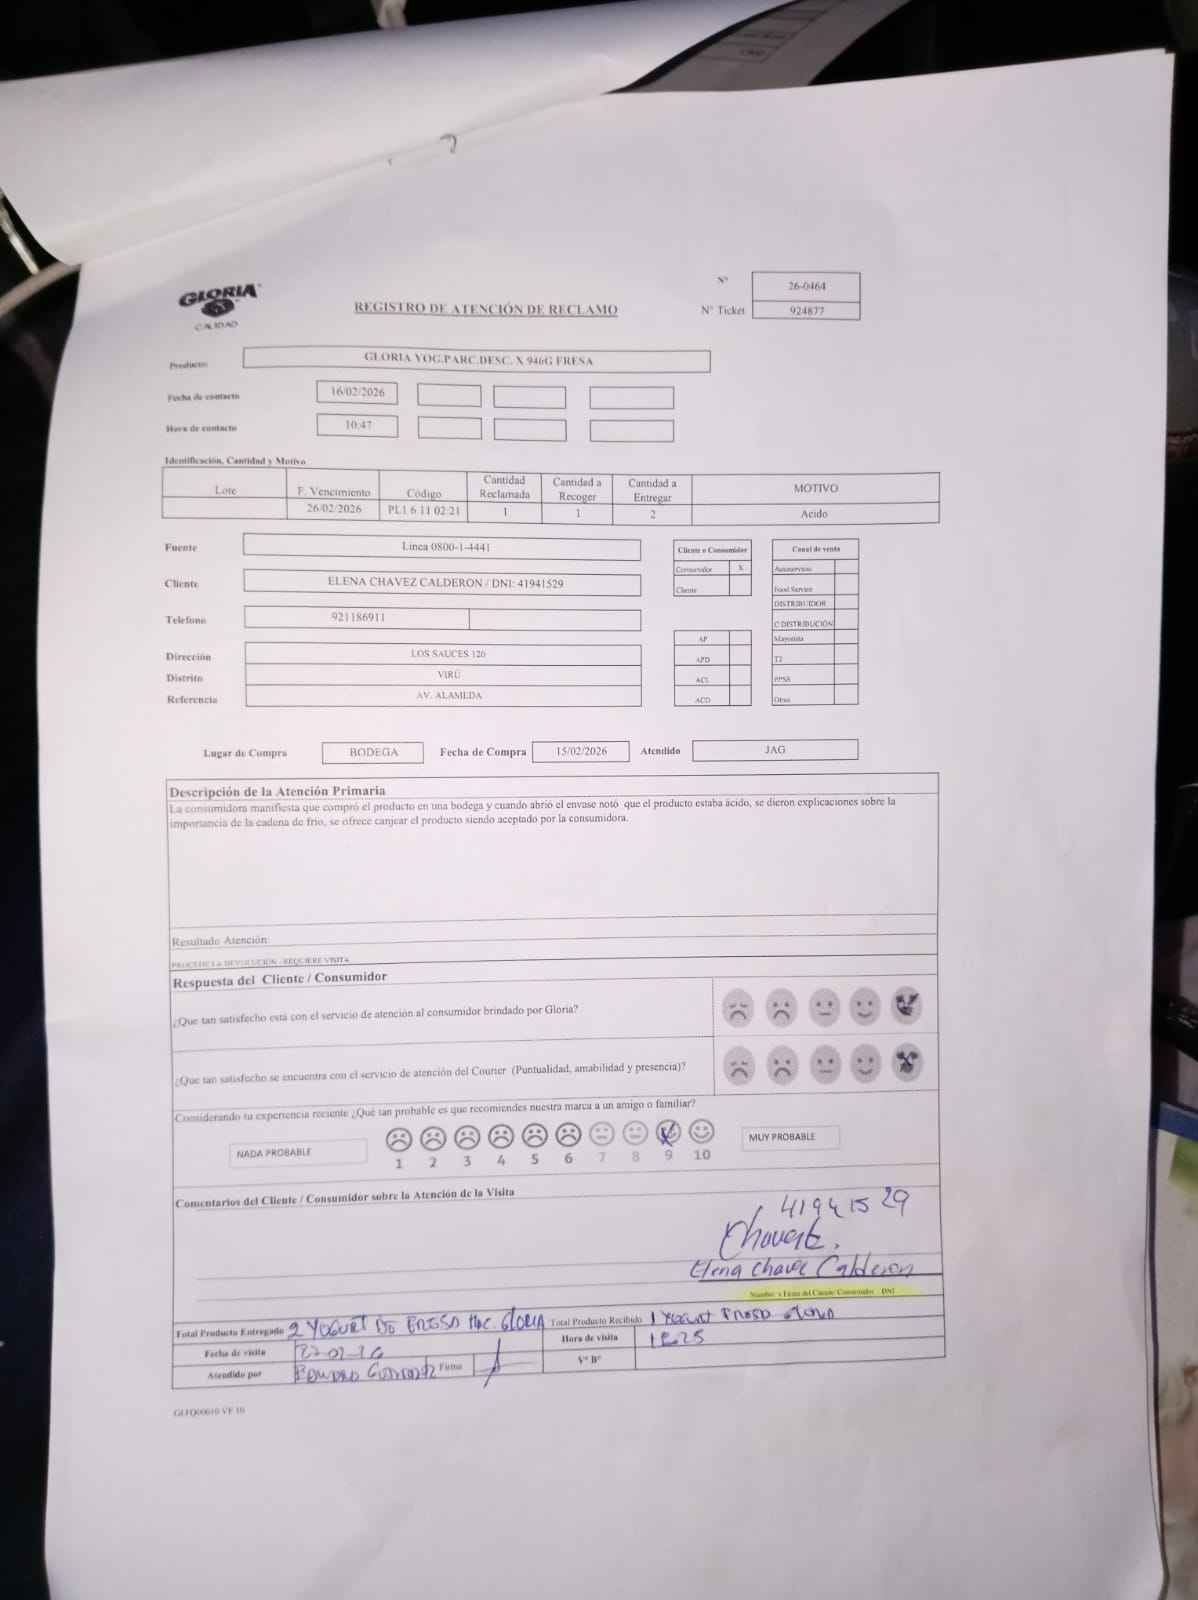 GLORIA
CALIDAD
REGISTRO DE ATENCIÓN DE RECLAMO
N° 26-0464
N° Ticket 924877
Producto: GLORIA YOG.PARC.DESC. X 946G FRESA
Fecha de contacto 16/02/2026
Hora de contacto 10:47
Identificación, Cantidad y Motivo
Lote F. Vencimiento Código Cantidad Reclamada Cantidad a Recoger Cantidad a Entregar MOTIVO
26/02/2026 PL1 6 11 02:21 1 1 2 Acido
Fuente Linea 0800-1-4441
Cliente ELENA CHAVEZ CALDERON / DNI: 41941529
Telefono 921186911
Dirección LOS SAUCES 120
Distrito VIRÚ
Referencia AV. ALAMEDA
Cliente o Consumidor
Consumidor X
Cliente
AP
APD
ACL
ACD
Canal de venta
Autoservicio
Food Service
DISTRIBUIDOR
C.DISTRIBUCIÓN
Mayorista
T2
PPSS
Otros
Lugar de Compra BODEGA Fecha de Compra 15/02/2026 Atendido JAG
Descripción de la Atención Primaria
La consumidora manifiesta que compró el producto en una bodega y cuando abrió el envase notó que el producto estaba ácido, se dieron explicaciones sobre la
importancia de la cadena de frio, se ofrece canjear el producto siendo aceptado por la consumidora.
Resultado Atención:
PROCEDE LA DEVOLUCIÓN - REQUIERE VISITA
Respuesta del Cliente / Consumidor
¿Que tan satisfecho está con el servicio de atención al consumidor brindado por Gloria?
¿Que tan satisfecho se encuentra con el servicio de atención del Courier (Puntualidad, amabilidad y presencia)?
Considerando tu experiencia reciente ¿Qué tan probable es que recomiendes nuestra marca a un amigo o familiar?
NADA PROBABLE 1 2 3 4 5 6 7 8 9 10 MUY PROBABLE
Comentarios del Cliente / Consumidor sobre la Atención de la Visita
41941529
Elena Chavez Calderon
Nombre y Firma del Cliente/Consumidor DNI
Total Producto Entregado 2 YOGURT DE FRESA GLORIA Total Producto Recibido 1 YOGURT FRESA GLORIA
Fecha de visita Hora de visita
Atendido por Firma V° B°
GLFQ00010 VE 10